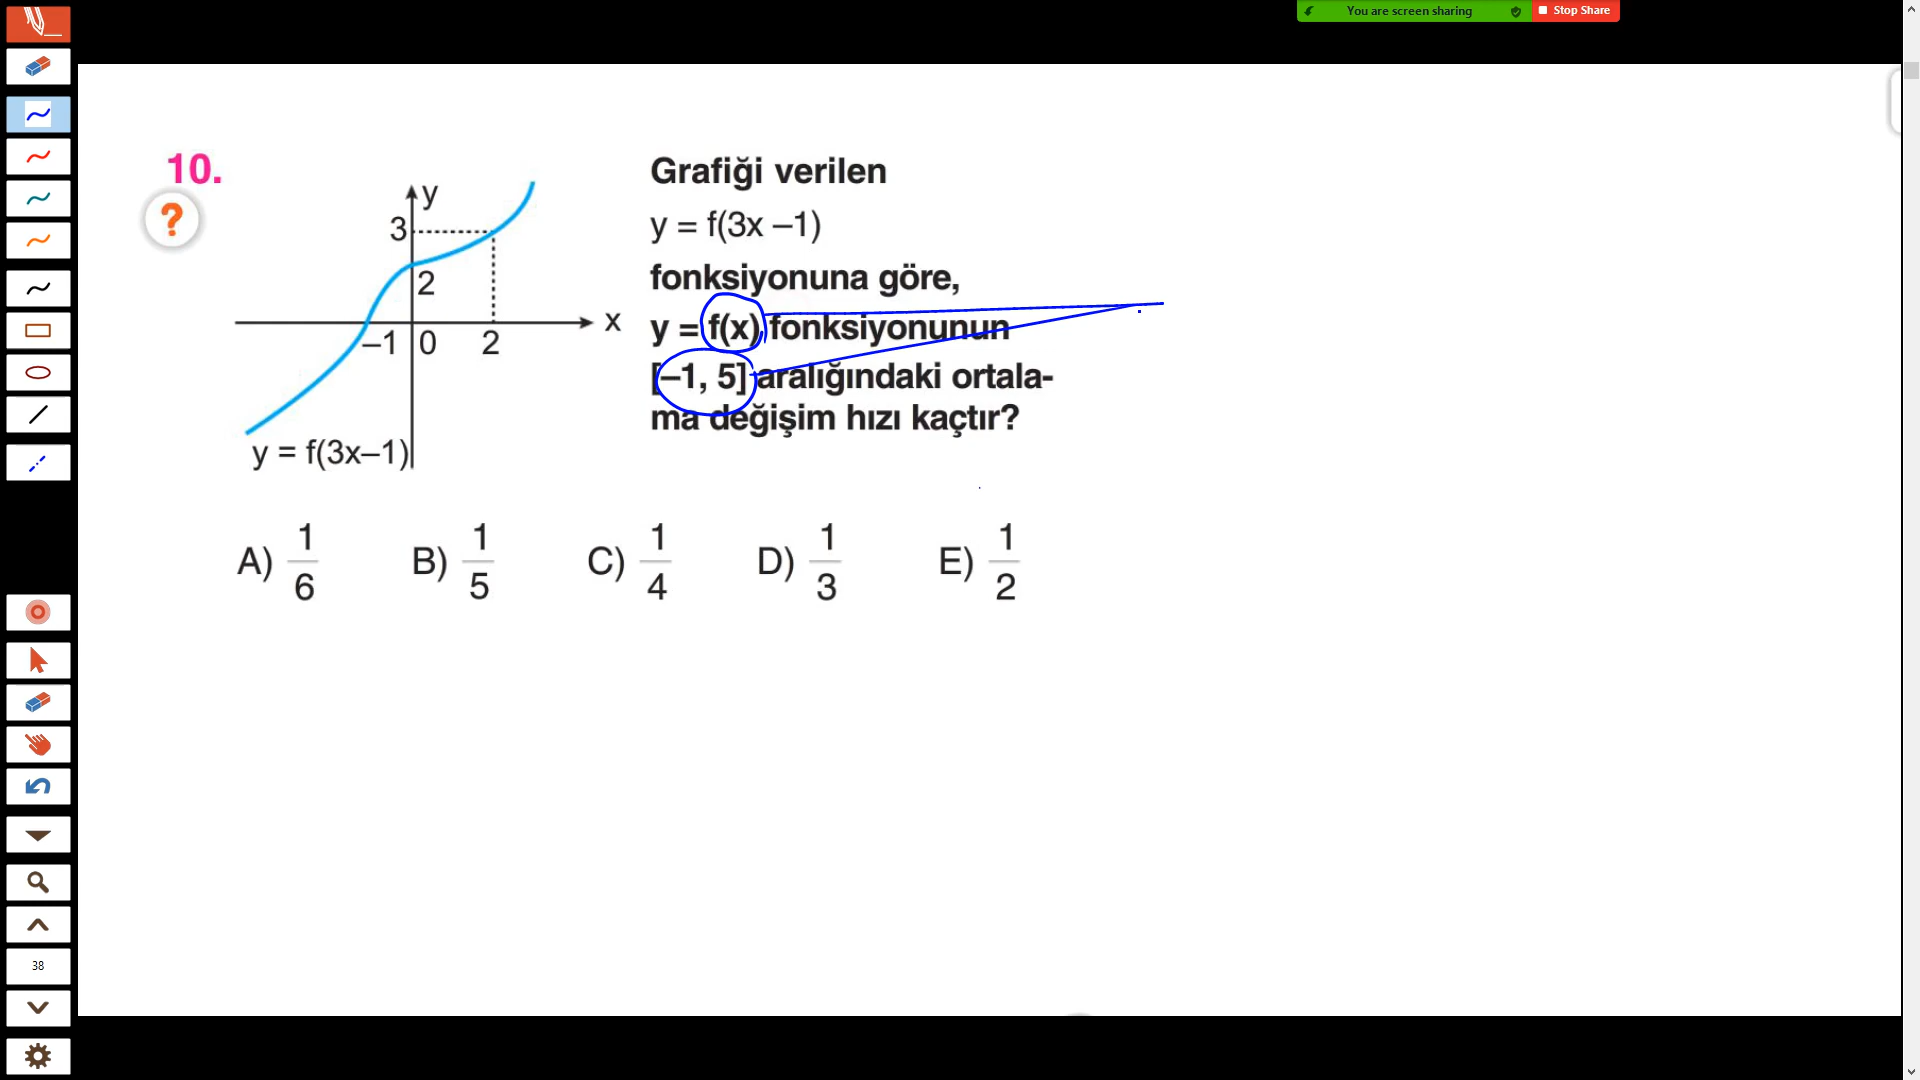 You are screen sharing
Stop Share
10.
?
y
3
2
x
–1 0 2
y = f(3x–1)
Grafiği verilen
y = f(3x –1)
fonksiyonuna göre,
y = f(x) fonksiyonunun
[–1, 5] aralığındaki ortala-
ma değişim hızı kaçtır?
A) 1/6 B) 1/5 C) 1/4 D) 1/3 E) 1/2
38